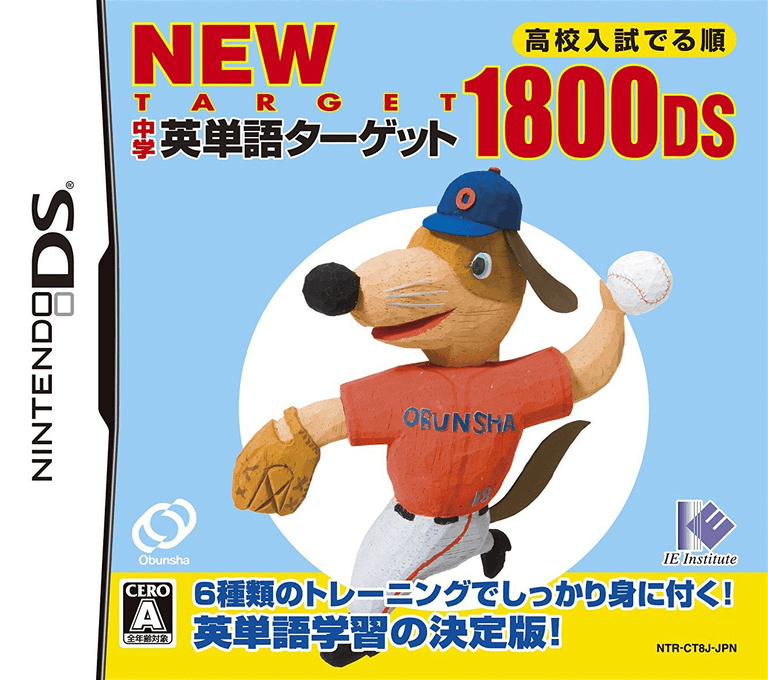 NINTENDO DS®
高校入試でる順
NEW
TARGET
中学 英単語ターゲット 1800DS
O
OBUNSHA
18
Obunsha
IE Institute
CERO
A
全年齢対象
6種類のトレーニングでしっかり身に付く!
英単語学習の決定版!
NTR-CT8J-JPN